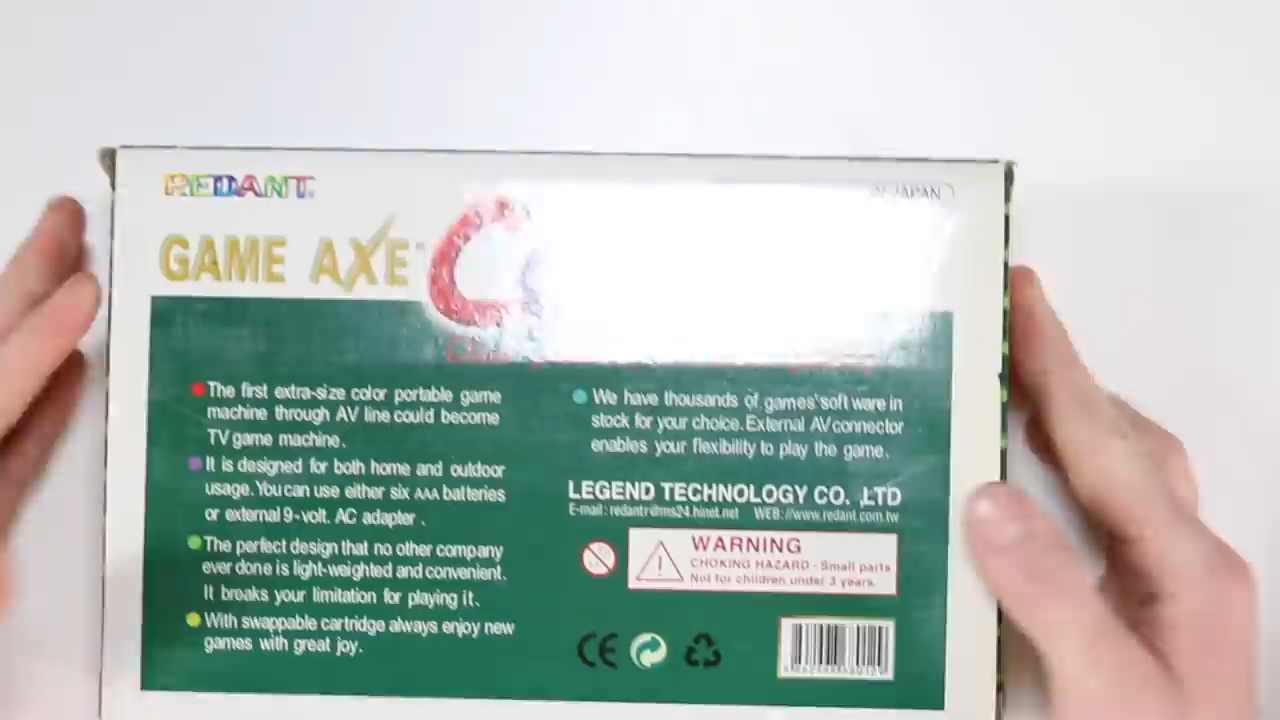 REDANT
JAPAN
GAME AXE
The first extra-size color portable game
machine through AV line could become
TV game machine.
It is designed for both home and outdoor
usage. You can use either six AAA batteries
or external 9-volt. AC adapter .
The perfect design that no other company
ever done is light-weighted and convenient.
It breaks your limitation for playing it.
With swappable cartridge always enjoy new
games with great joy.
We have thousands of games'soft ware in
stock for your choice. External AV connector
enables your flexibility to play the game.
LEGEND TECHNOLOGY CO. ,LTD
E-mail: redantr@ms24.hinet.net WEB://www.redant.com.tw
WARNING
CHOKING HAZARD - Small parts
Not for children under 3 years.
CE